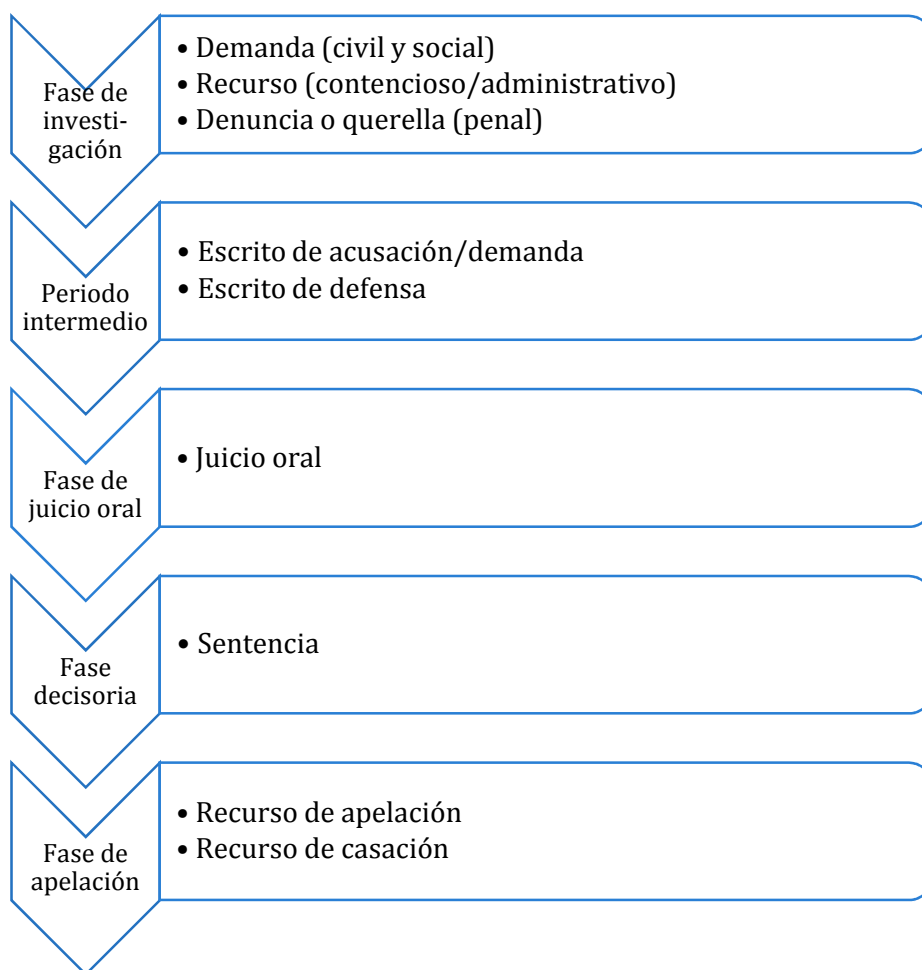 Fase de
investi-
gación
• Demanda (civil y social)
• Recurso (contencioso/administrativo)
• Denuncia o querella (penal)
Periodo
intermedio
• Escrito de acusación/demanda
• Escrito de defensa
Fase de
juicio oral
• Juicio oral
Fase
decisoria
• Sentencia
Fase de
apelación
• Recurso de apelación
• Recurso de casación